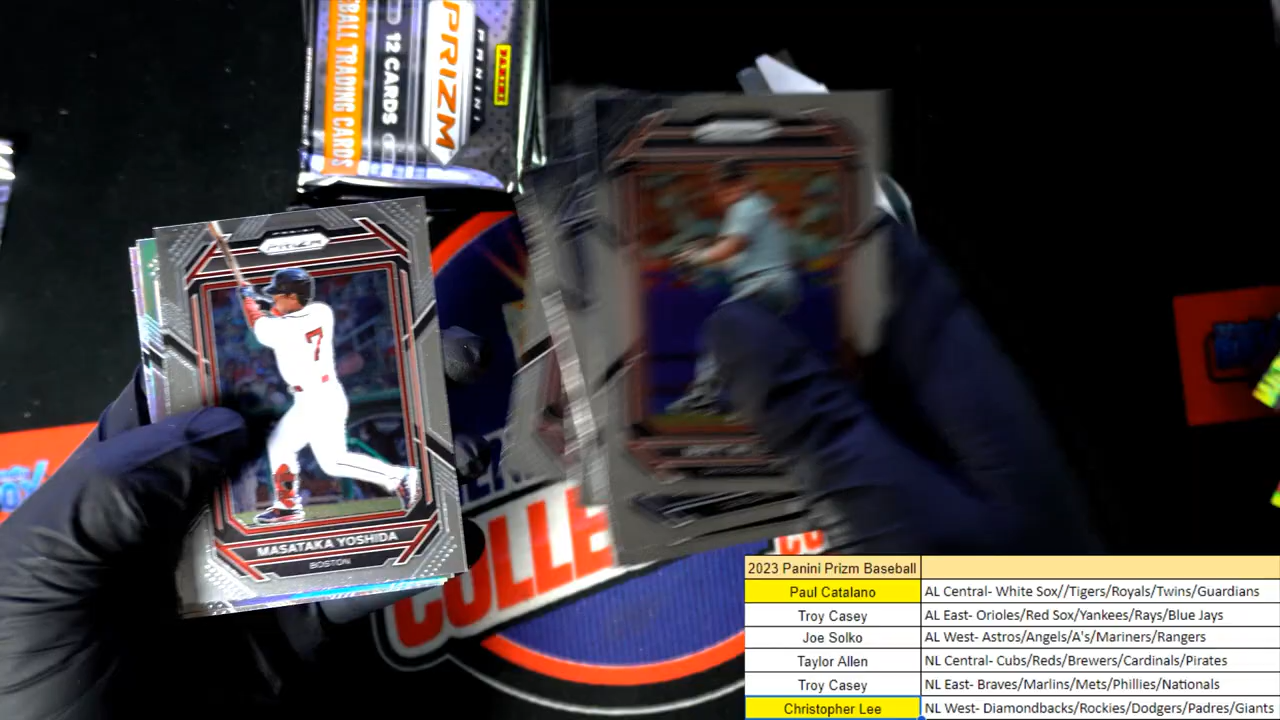 PANINI
PRIZM
12 CARDS
BALL TRADING CARDS
PANINI
PRIZM
7
MASATAKA YOSHIDA
BOSTON
COLLE
2023 Panini Prizm Baseball
Paul Catalano AL Central- White Sox//Tigers/Royals/Twins/Guardians
Troy Casey AL East- Orioles/Red Sox/Yankees/Rays/Blue Jays
Joe Solko AL West- Astros/Angels/A's/Mariners/Rangers
Taylor Allen NL Central- Cubs/Reds/Brewers/Cardinals/Pirates
Troy Casey NL East- Braves/Marlins/Mets/Phillies/Nationals
Christopher Lee NL West- Diamondbacks/Rockies/Dodgers/Padres/Giants